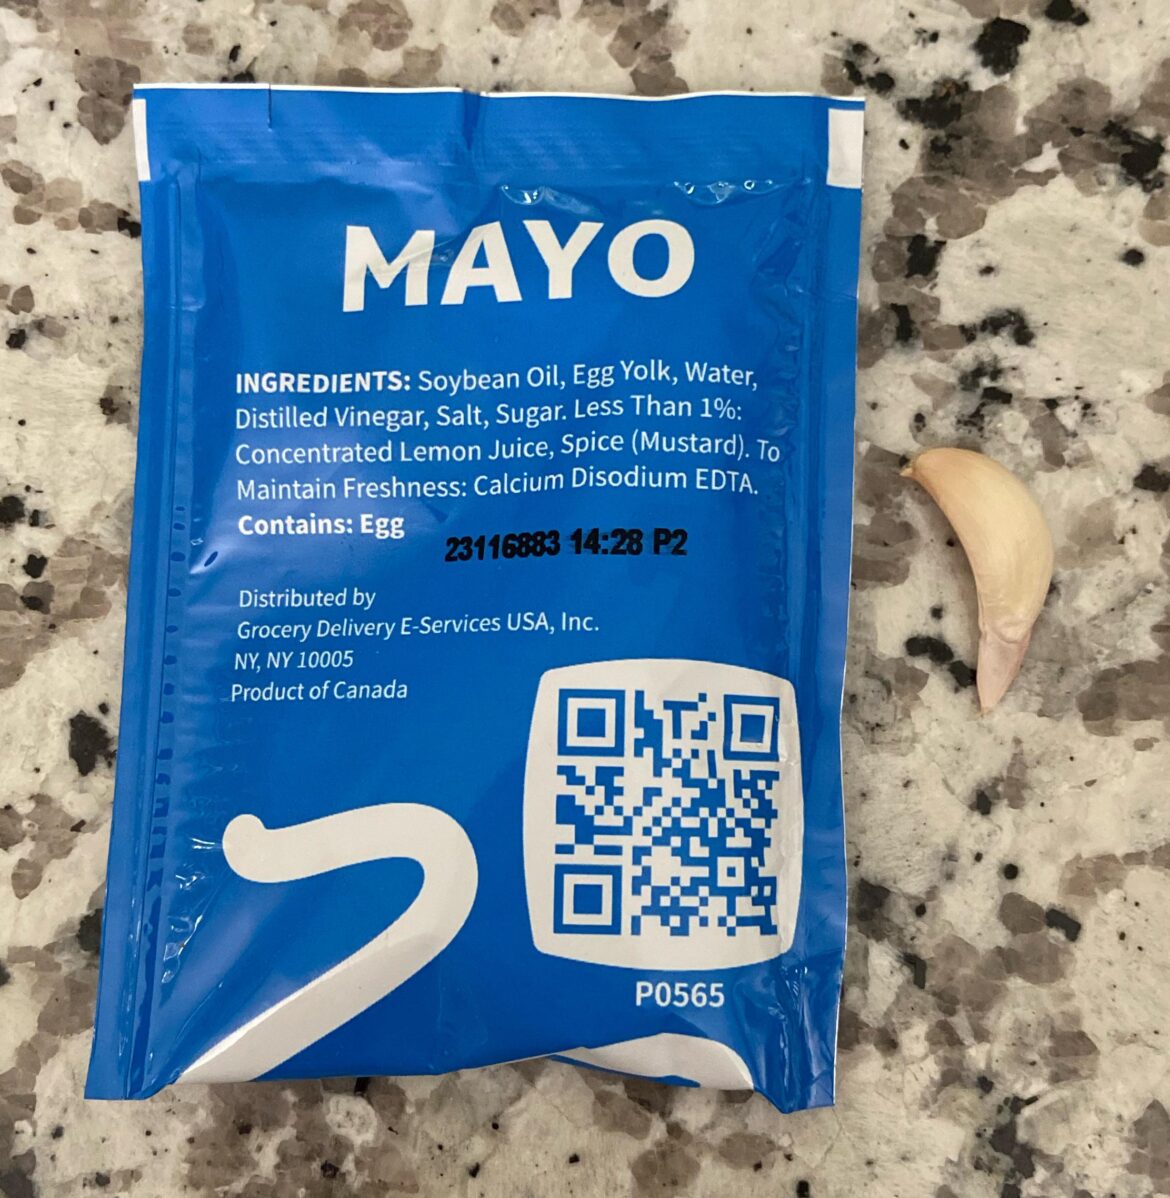 MAYO
INGREDIENTS: Soybean Oil, Egg Yolk, Water,
Distilled Vinegar, Salt, Sugar. Less Than 1%:
Concentrated Lemon Juice, Spice (Mustard). To
Maintain Freshness: Calcium Disodium EDTA.
Contains: Egg
23116883 14:28 P2
Distributed by
Grocery Delivery E-Services USA, Inc.
NY, NY 10005
Product of Canada
P0565